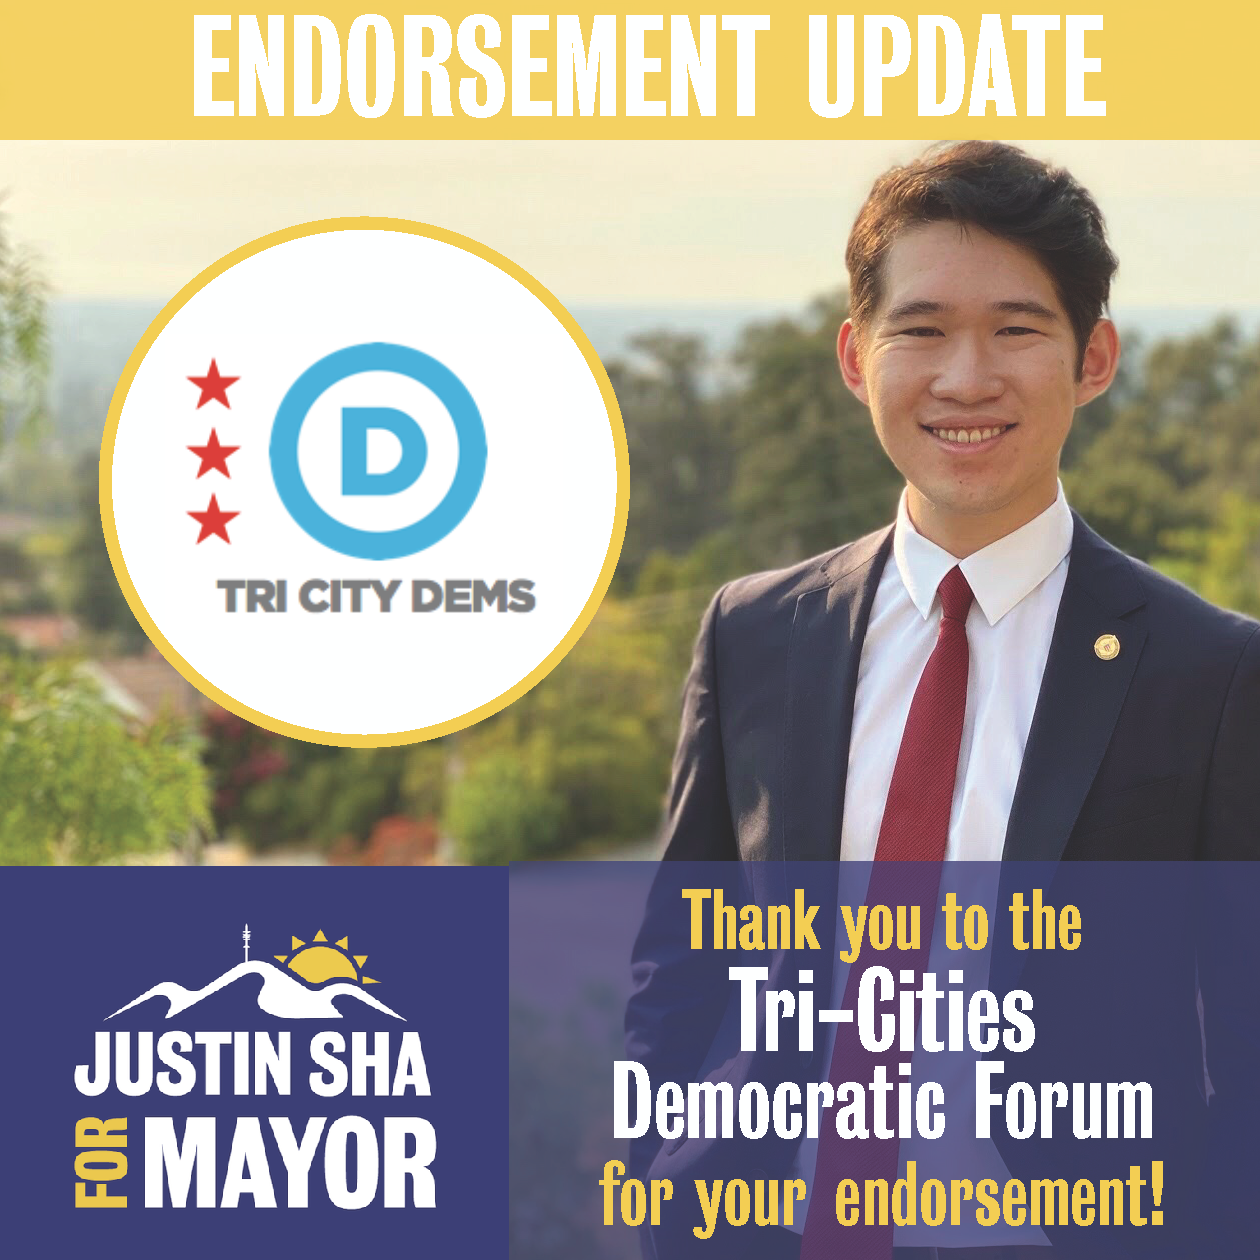 ENDORSEMENT UPDATE
D
TRI CITY DEMS
JUSTIN SHA
FOR
MAYOR
Thank you to the
Tri-Cities
Democratic Forum
for your endorsement!